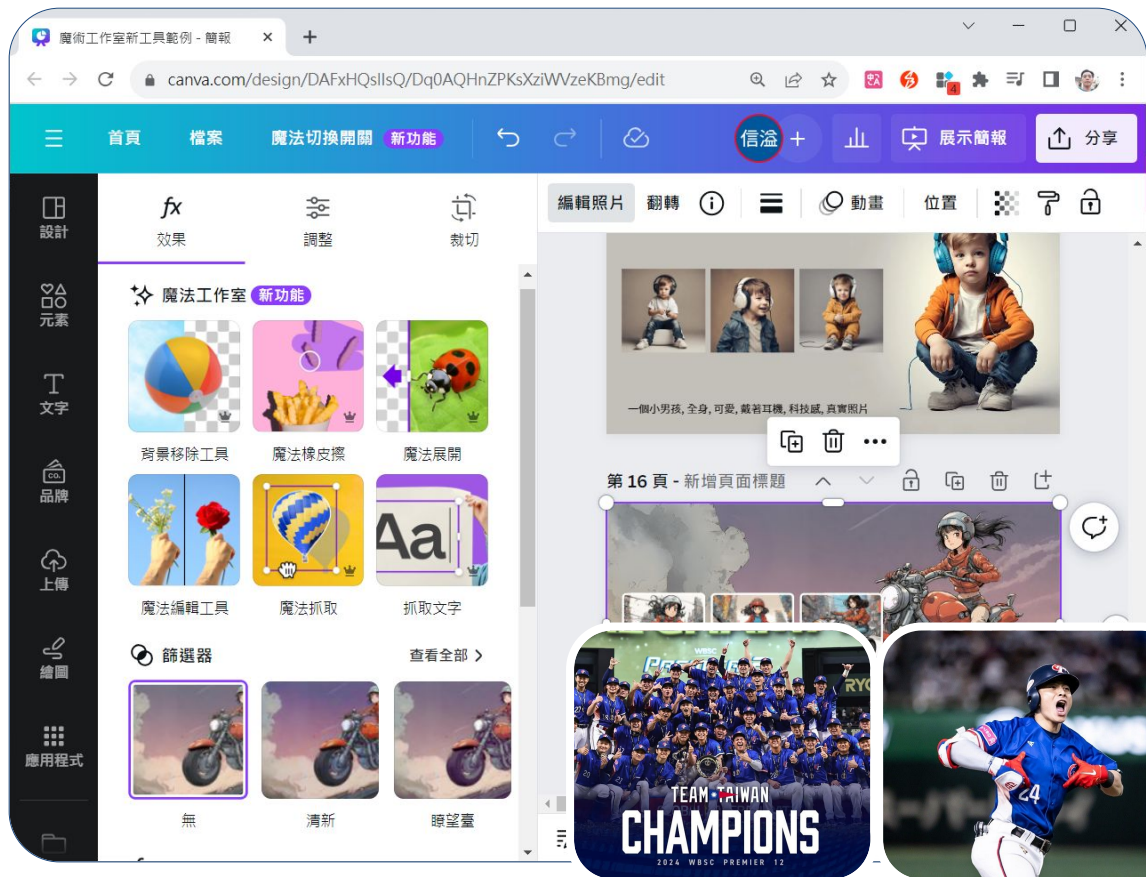 魔術工作室新工具範例 - 簡報
canva.com/design/DAFxHQslIsQ/Dq0AQHnZPKsXziWVzeKBmg/edit
4
首頁
檔案
魔法切換開關
新功能
信溢
展示簡報
分享
設計
元素
文字
CO.
品牌
上傳
繪圖
應用程式
fx
效果
調整
裁切
編輯照片
翻轉
動畫
位置
魔法工作室
新功能
背景移除工具
魔法橡皮擦
魔法展開
Aa
魔法編輯工具
魔法抓取
抓取文字
篩選器
查看全部
無
清新
瞭望臺
一個小男孩, 全身, 可愛, 戴著耳機, 科技感, 真實照片
第 16 頁 - 新增頁面標題
WBSC
TEAM TAIWAN
CHAMPIONS
2024 WBSC PREMIER 12
24